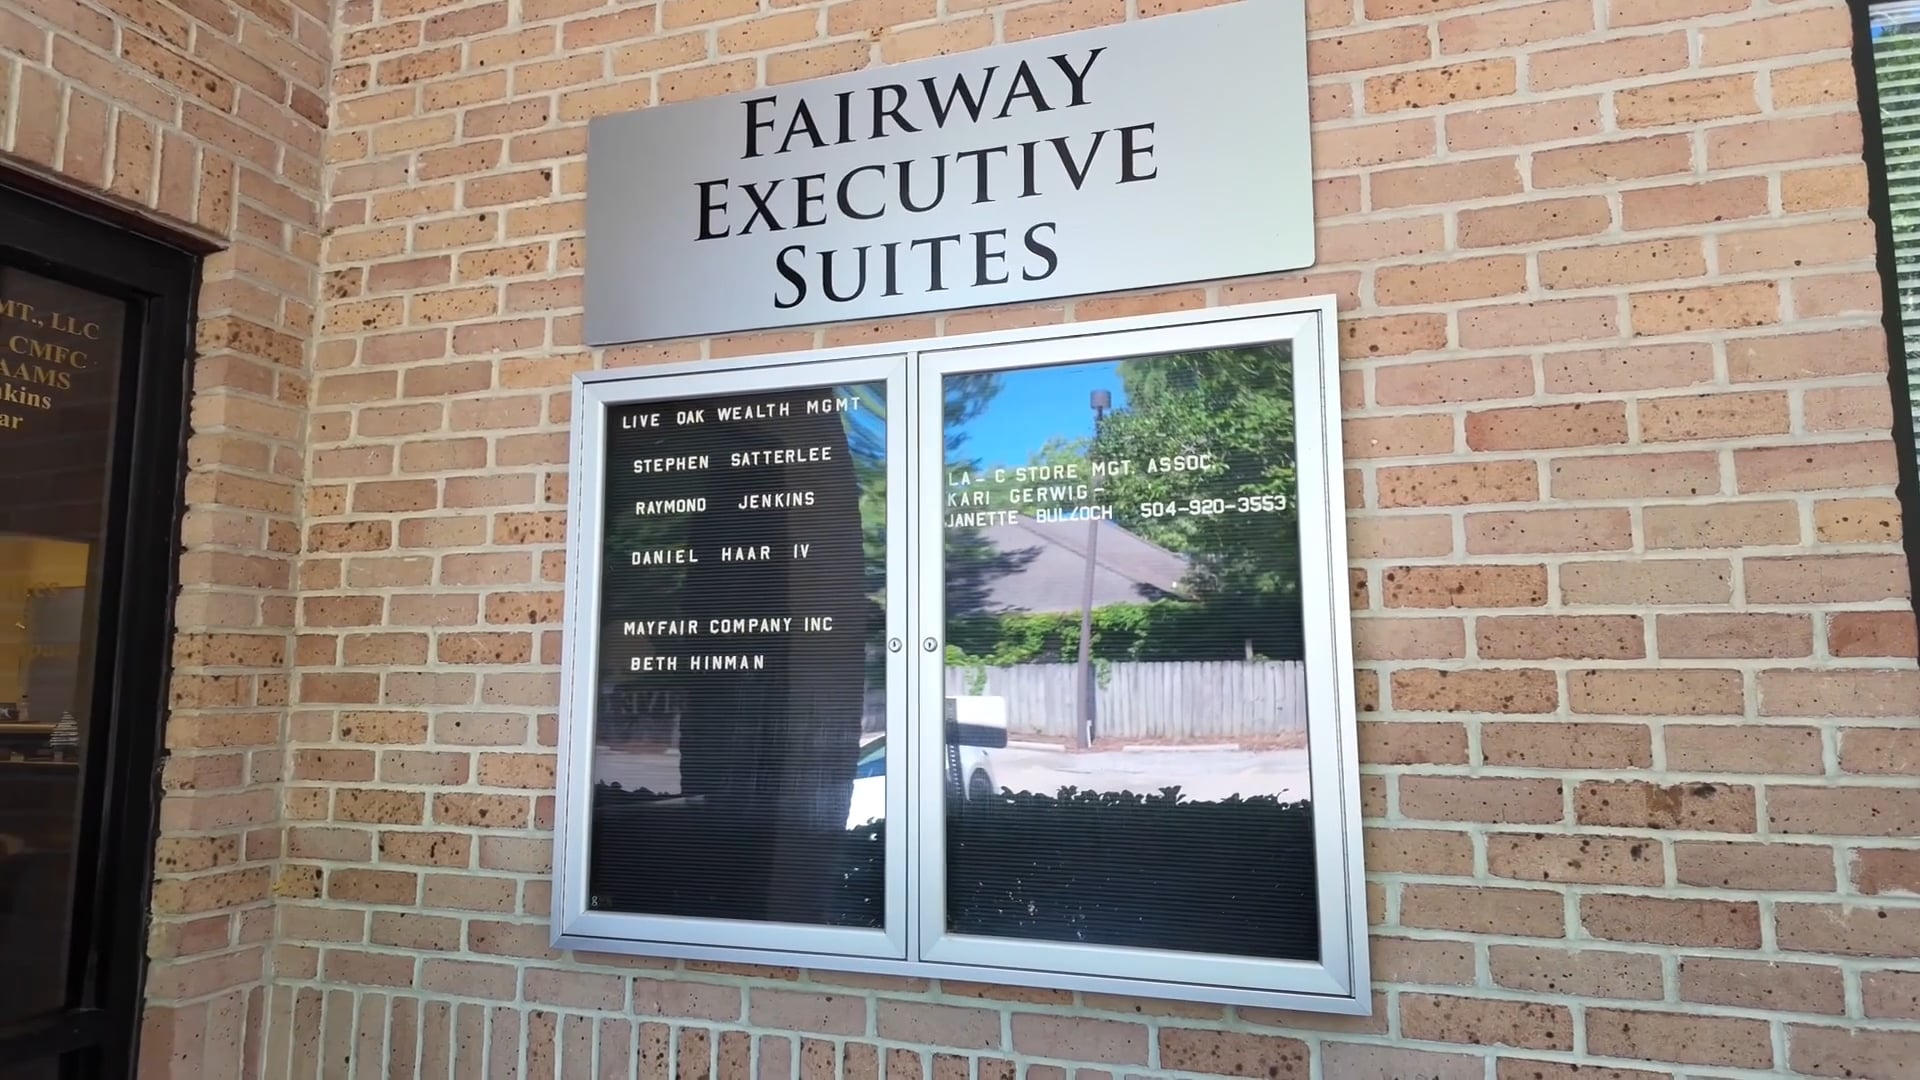 FAIRWAY
EXECUTIVE
SUITES
LIVE OAK WEALTH MGMT
STEPHEN SATTERLEE
RAYMOND JENKINS
DANIEL HAAR IV
MAYFAIR COMPANY INC
BETH HINMAN
LA- C STORE MGT. ASSOC.
KARI GERWIG-
JANETTE BULLOCH 504-920-3553
MT., LLC
CMFC
AAMS
kins
ar